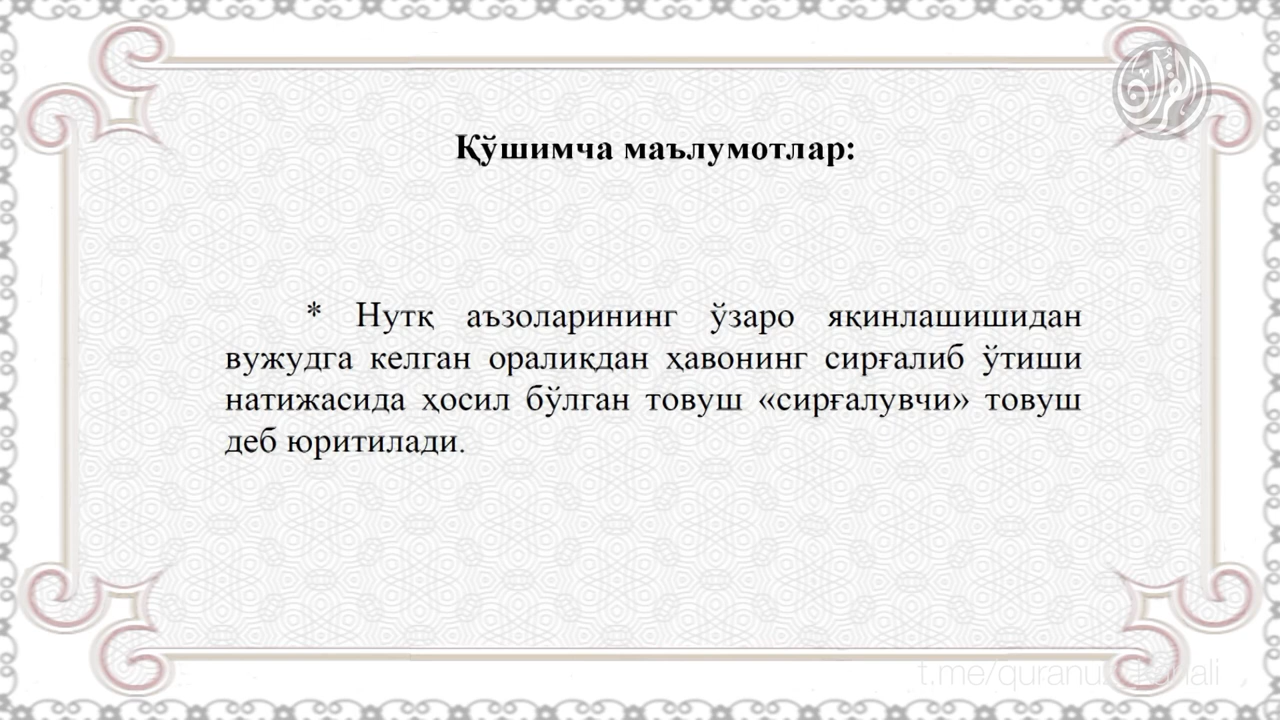 القرآن
Қўшимча маълумотлар:
* Нутқ аъзоларининг ўзаро яқинлашишидан
вужудга келган оралиқдан ҳавонинг сирғалиб ўтиши
натижасида ҳосил бўлган товуш «сирғалувчи» товуш
деб юритилади.